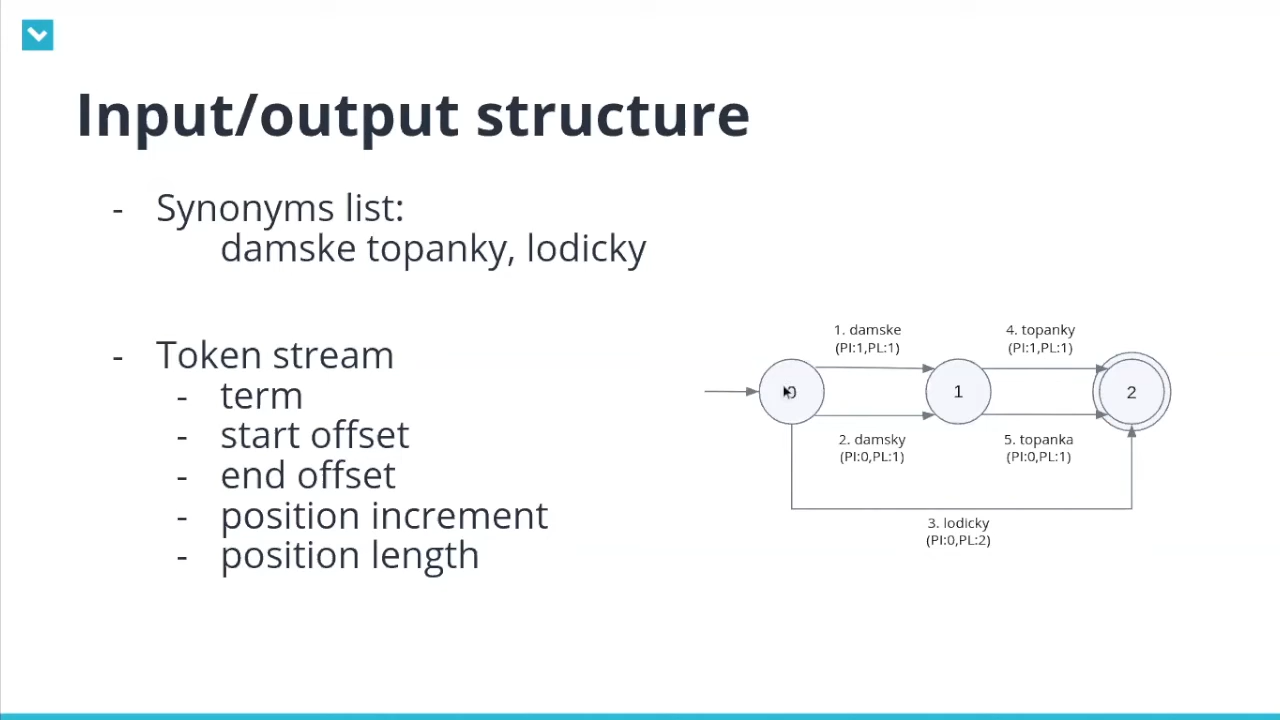 Input/output structure
- Synonyms list:
damske topanky, lodicky
- Token stream
- term
- start offset
- end offset
- position increment
- position length
1. damske
(PI:1,PL:1)
4. topanky
(PI:1,PL:1)
0
1
2
2. damsky
(PI:0,PL:1)
5. topanka
(PI:0,PL:1)
3. lodicky
(PI:0,PL:2)